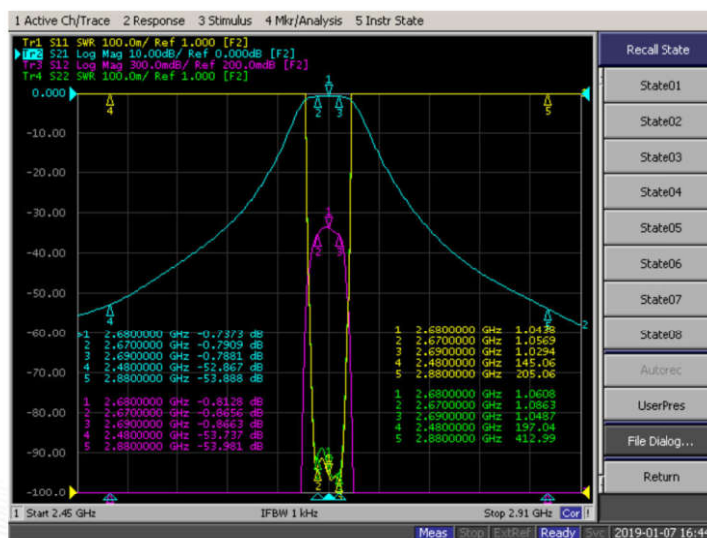 1 Active Ch/Trace 2 Response 3 Stimulus 4 Mkr/Analysis 5 Instr State
Tr1 S11 SWR 100.0m/ Ref 1.000 [F2]
Tr2 S21 Log Mag 10.00dB/ Ref 0.000dB [F2]
Tr3 S12 Log Mag 300.0mdB/ Ref 200.0mdB [F2]
Tr4 S22 SWR 100.0m/ Ref 1.000 [F2]
0.000
-10.00
-20.00
-30.00
-40.00
-50.00
-60.00
-70.00
-80.00
-90.00
-100.0
1
2 3
4
5
1
2 3
4
2
2
4
>1 2.6800000 GHz -0.7373 dB
2 2.6700000 GHz -0.7909 dB
3 2.6900000 GHz -0.7881 dB
4 2.4800000 GHz -52.867 dB
5 2.8800000 GHz -53.888 dB
1 2.6800000 GHz -0.8128 dB
2 2.6700000 GHz -0.8656 dB
3 2.6900000 GHz -0.8663 dB
4 2.4800000 GHz -53.737 dB
5 2.8800000 GHz -53.981 dB
1 2.6800000 GHz 1.0438
2 2.6700000 GHz 1.0569
3 2.6900000 GHz 1.0294
4 2.4800000 GHz 145.06
5 2.8800000 GHz 205.06
1 2.6800000 GHz 1.0608
2 2.6700000 GHz 1.0863
3 2.6900000 GHz 1.0487
4 2.4800000 GHz 197.04
5 2.8800000 GHz 412.99
1 Start 2.45 GHz IFBW 1 kHz Stop 2.91 GHz Cor !
Meas Stop ExtRef Ready Svc 2019-01-07 16:44
Recall State
State01
State02
State03
State04
State05
State06
State07
State08
Autorec
UserPres
File Dialog...
Return